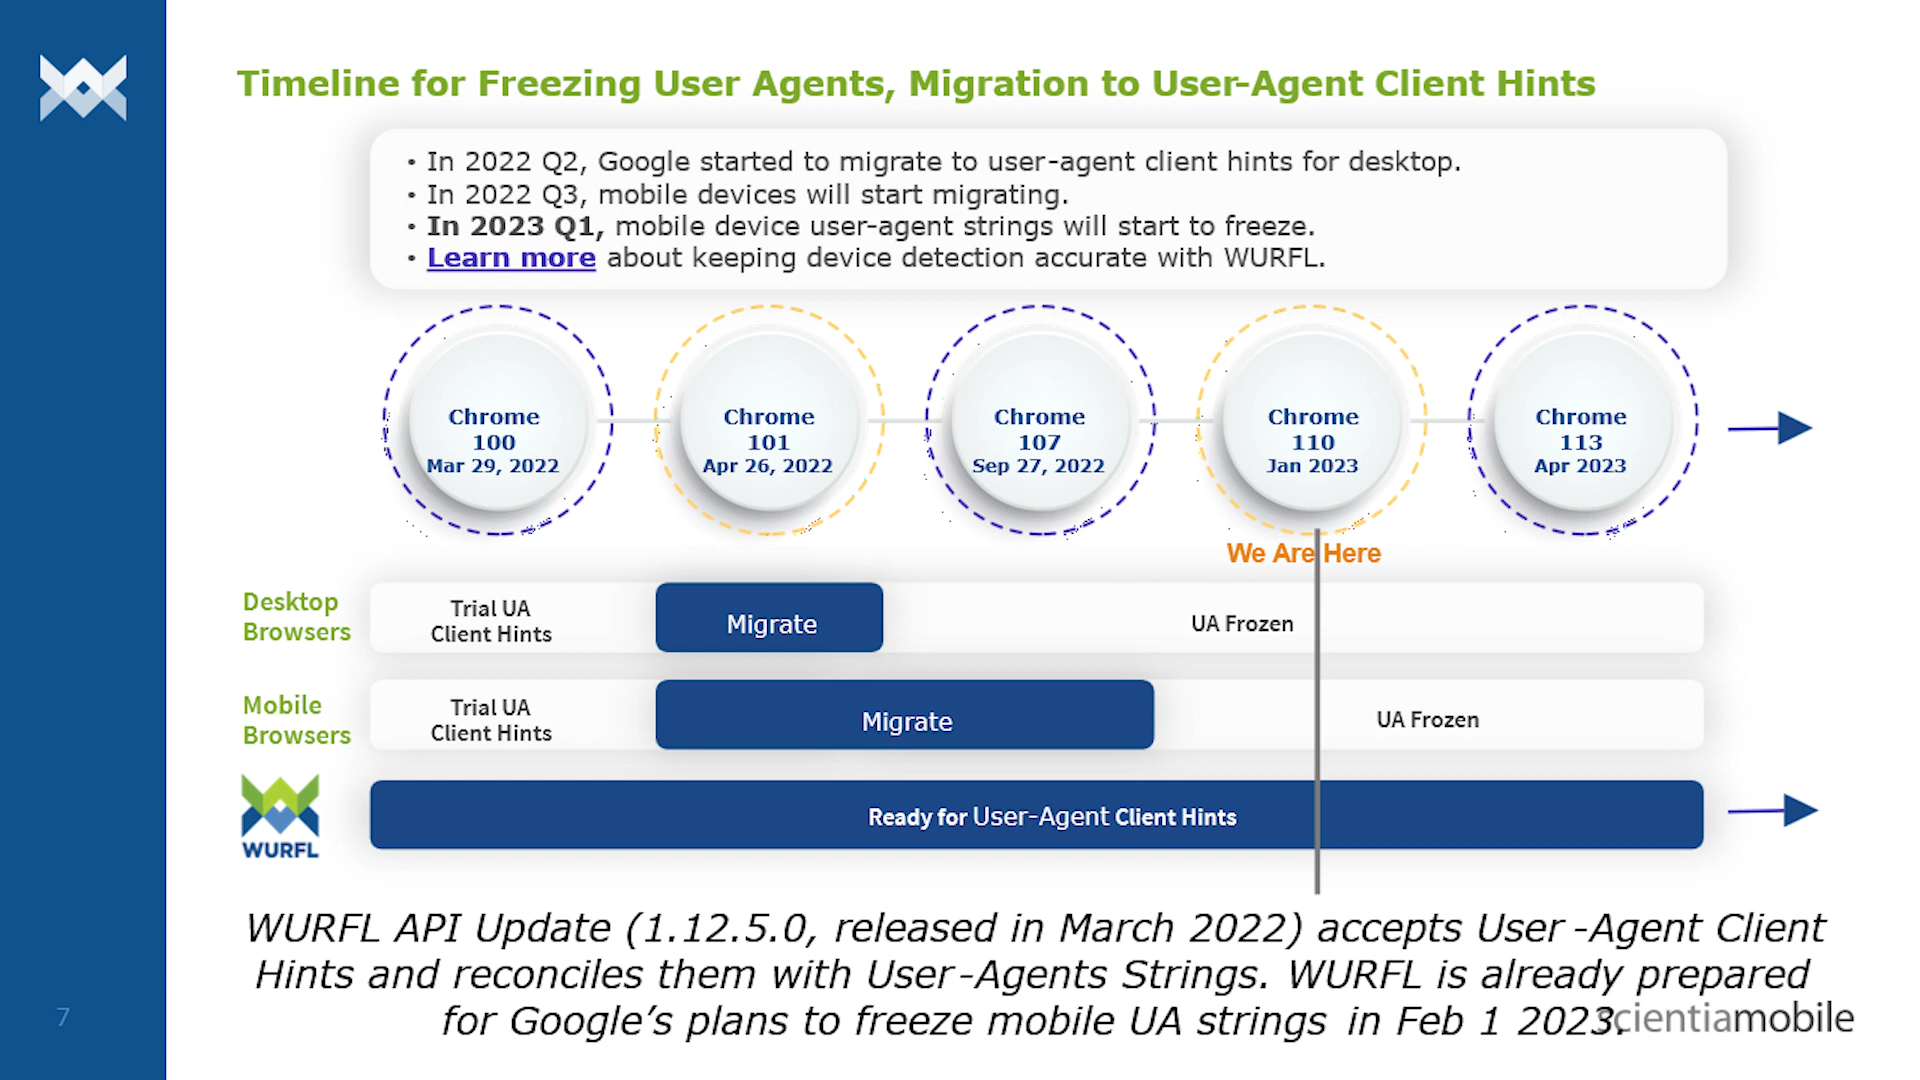 Timeline for Freezing User Agents, Migration to User-Agent Client Hints
• In 2022 Q2, Google started to migrate to user-agent client hints for desktop.
• In 2022 Q3, mobile devices will start migrating.
• In 2023 Q1, mobile device user-agent strings will start to freeze.
• Learn more about keeping device detection accurate with WURFL.
Chrome
100
Mar 29, 2022
Chrome
101
Apr 26, 2022
Chrome
107
Sep 27, 2022
Chrome
110
Jan 2023
Chrome
113
Apr 2023
We Are Here
Desktop
Browsers
Trial UA
Client Hints
Migrate
UA Frozen
Mobile
Browsers
Trial UA
Client Hints
Migrate
UA Frozen
WURFL
Ready for User-Agent Client Hints
WURFL API Update (1.12.5.0, released in March 2022) accepts User-Agent Client
Hints and reconciles them with User-Agents Strings. WURFL is already prepared
for Google’s plans to freeze mobile UA strings in Feb 1 2023.
scientiamobile
7